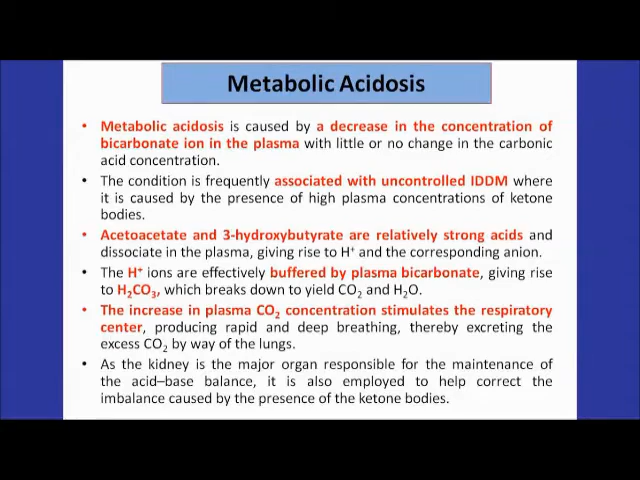 Metabolic Acidosis
• Metabolic acidosis is caused by a decrease in the concentration of
bicarbonate ion in the plasma with little or no change in the carbonic
acid concentration.
• The condition is frequently associated with uncontrolled IDDM where
it is caused by the presence of high plasma concentrations of ketone
bodies.
• Acetoacetate and 3-hydroxybutyrate are relatively strong acids and
dissociate in the plasma, giving rise to H⁺ and the corresponding anion.
• The H⁺ ions are effectively buffered by plasma bicarbonate, giving rise
to H₂CO₃, which breaks down to yield CO₂ and H₂O.
• The increase in plasma CO₂ concentration stimulates the respiratory
center, producing rapid and deep breathing, thereby excreting the
excess CO₂ by way of the lungs.
• As the kidney is the major organ responsible for the maintenance of
the acid–base balance, it is also employed to help correct the
imbalance caused by the presence of the ketone bodies.